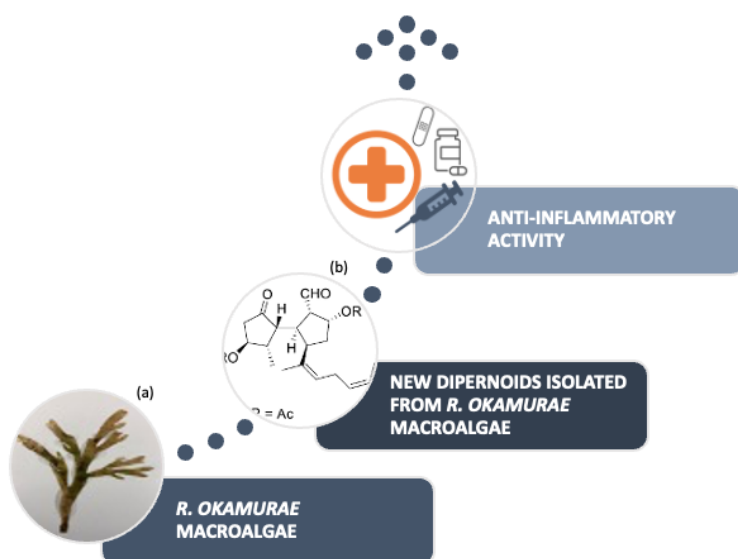 ANTI-INFLAMMATORY
ACTIVITY
(b)
O
H
CHO
OR
H
RO
R = Ac
NEW DIPERNOIDS ISOLATED
FROM R. OKAMURAE
MACROALGAE
(a)
R. OKAMURAE
MACROALGAE